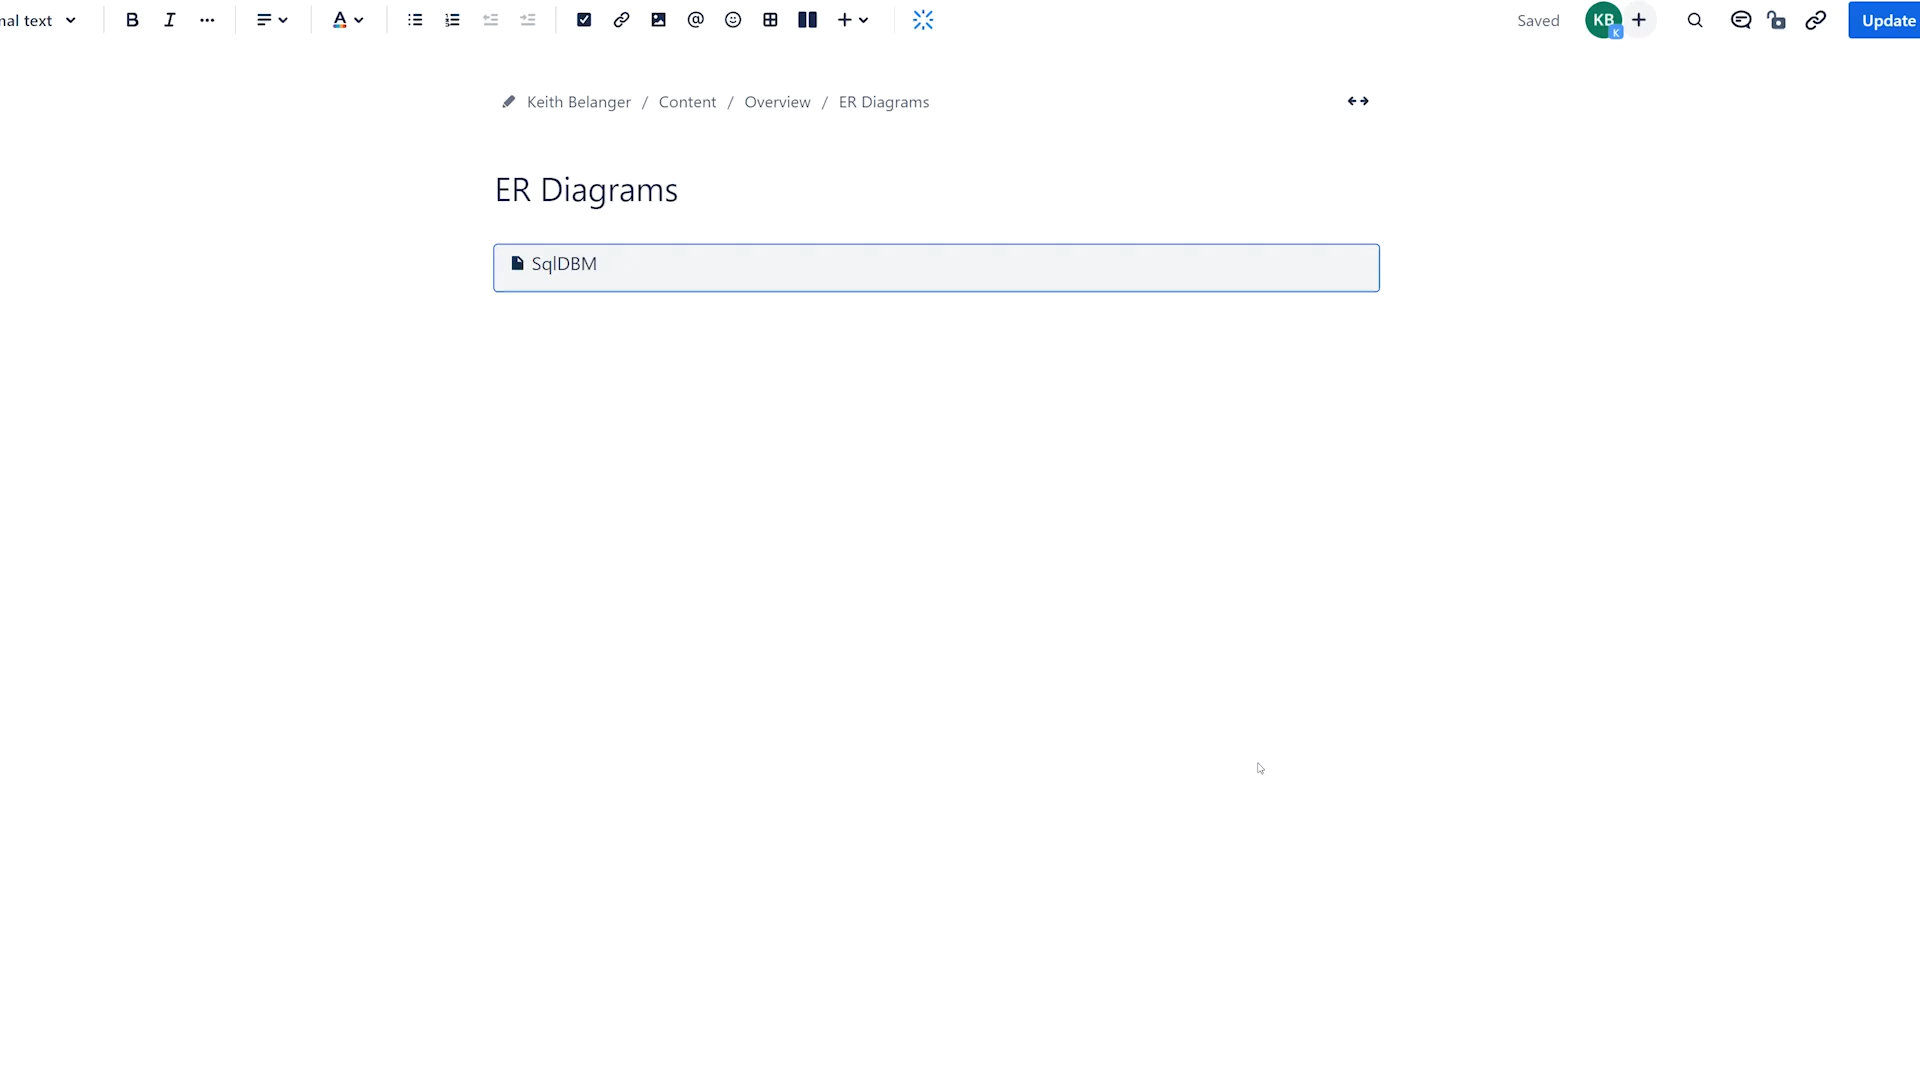 nal text
Saved
KB
K
Update
Keith Belanger / Content / Overview / ER Diagrams
ER Diagrams
SqlDBM